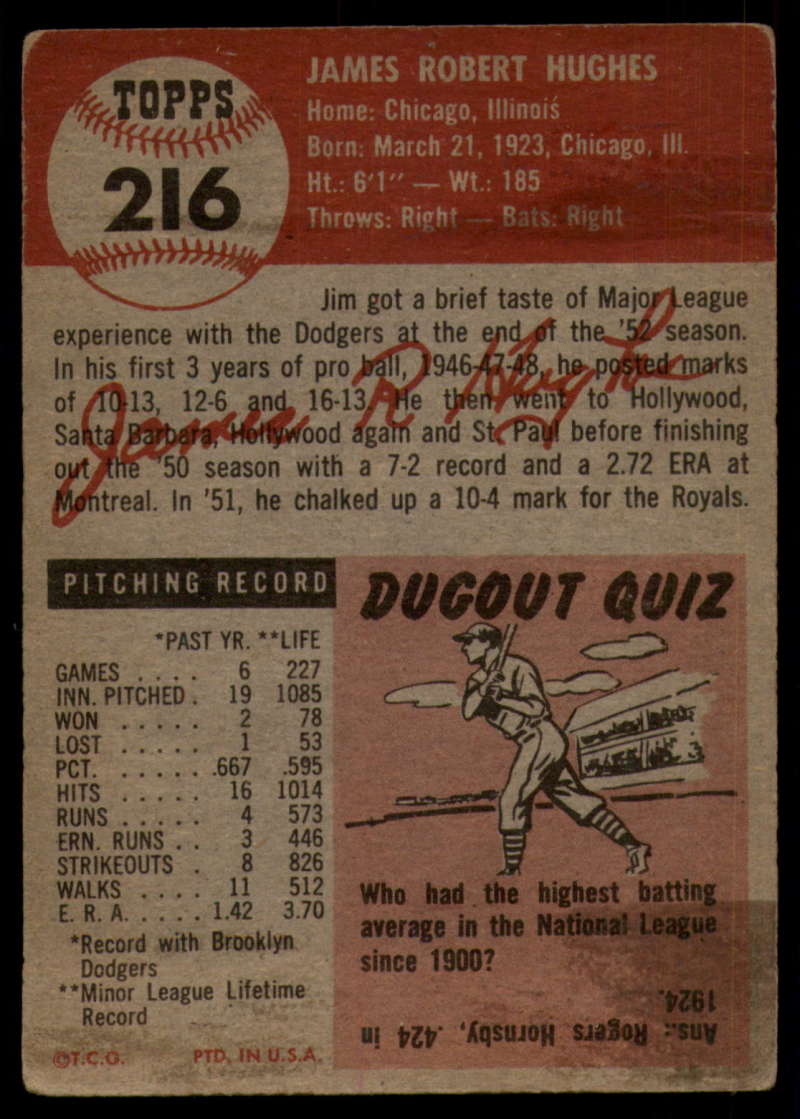 TOPPS
216
JAMES ROBERT HUGHES
Home: Chicago, Illinois
Born: March 21, 1923, Chicago, Ill.
Ht.: 6'1" — Wt.: 185
Throws: Right — Bats: Right
Jim got a brief taste of Major League
experience with the Dodgers at the end of the '52 season.
In his first 3 years of pro ball, 1946-47-48, he posted marks
of 10-13, 12-6 and 16-13. He then went to Hollywood,
Santa Barbara, Hollywood again and St. Paul before finishing
out the '50 season with a 7-2 record and a 2.72 ERA at
Montreal. In '51, he chalked up a 10-4 mark for the Royals.
James R Hughes
PITCHING RECORD
*PAST YR. **LIFE
GAMES . . . . 6 227
INN. PITCHED . 19 1085
WON . . . . . 2 78
LOST . . . . . 1 53
PCT. . . . . . .667 .595
HITS . . . . . 16 1014
RUNS . . . . . 4 573
ERN. RUNS . . 3 446
STRIKEOUTS . 8 826
WALKS . . . . 11 512
E. R. A. . . . . 1.42 3.70
*Record with Brooklyn
Dodgers
**Minor League Lifetime
Record
©T.C.G. PTD. IN U.S.A.
DUGOUT QUIZ
Who had the highest batting
average in the National League
since 1900?
Ans.: Rogers Hornsby, .424 in
1924.